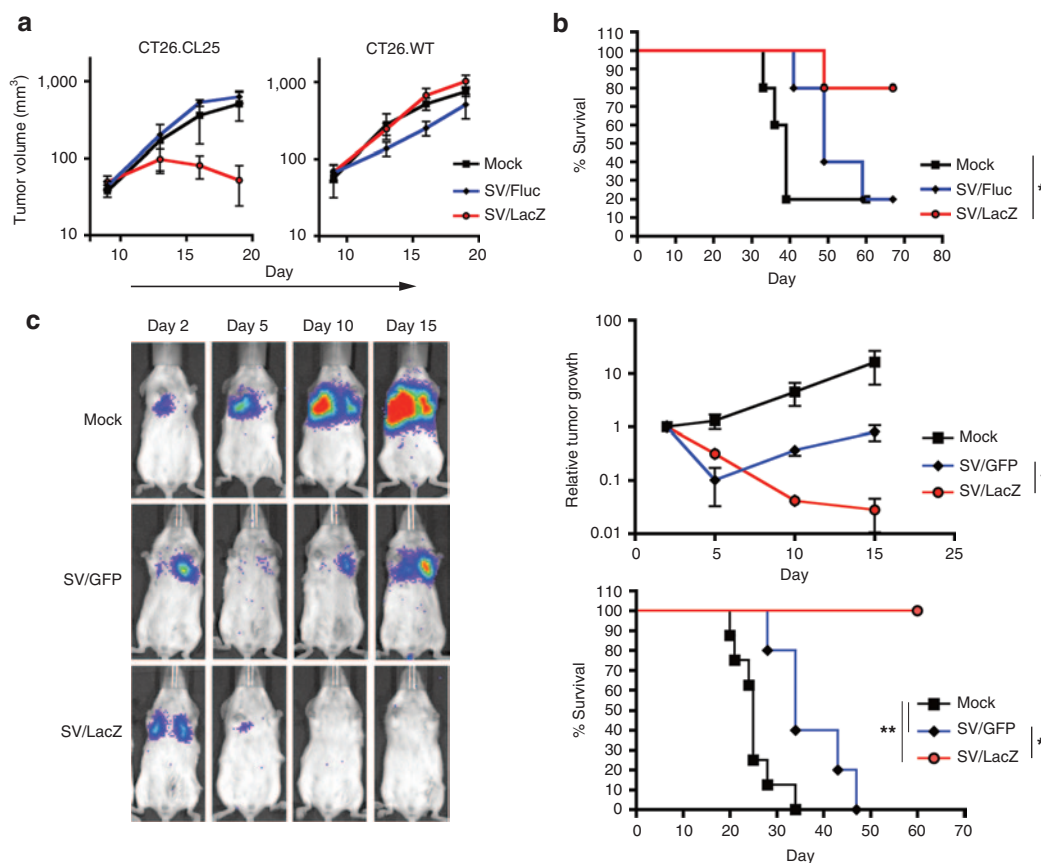 a
CT26.CL25
CT26.WT
Tumor volume (mm³)
1,000
100
10
10
15
20
1,000
100
10
10
15
20
Day
Mock
SV/Fluc
SV/LacZ
b
% Survival
110
100
90
80
70
60
50
40
30
20
10
0
0
10
20
30
40
50
60
70
80
Day
Mock
SV/Fluc
SV/LacZ
*
c
Day 2
Day 5
Day 10
Day 15
Mock
SV/GFP
SV/LacZ
Relative tumor growth
100
10
1
0.1
0.01
5
15
25
Day
Mock
SV/GFP
SV/LacZ
% Survival
110
100
90
80
70
60
50
40
30
20
10
0
0
10
20
30
40
50
60
70
Day
Mock
SV/GFP
SV/LacZ
**
*